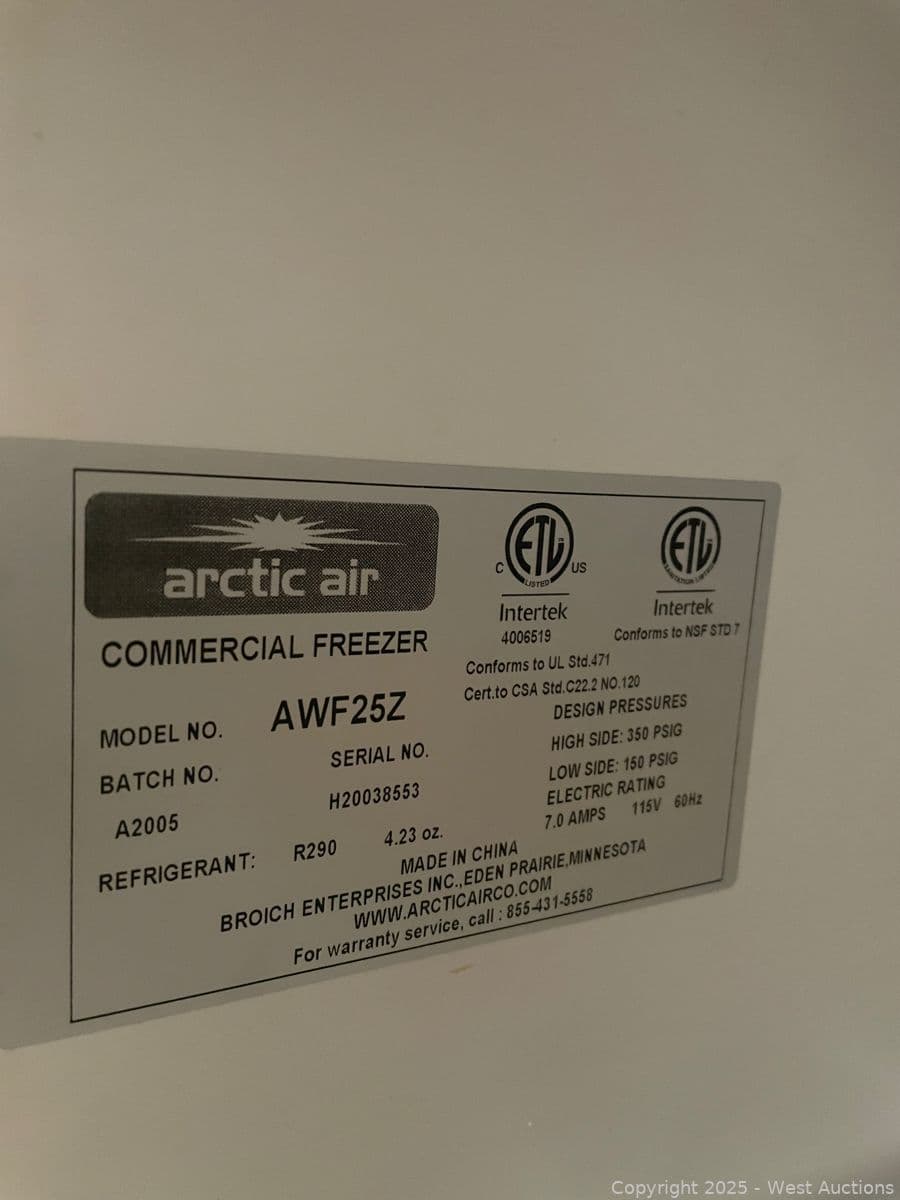 arctic air
COMMERCIAL FREEZER
MODEL NO. AWF25Z
BATCH NO. SERIAL NO.
A2005 H20038553
REFRIGERANT: R290 4.23 oz.
ETL
C US
LISTED
Intertek
4006519
Conforms to UL Std.471
Cert.to CSA Std.C22.2 NO.120
ETL
Intertek
Conforms to NSF STD 7
DESIGN PRESSURES
HIGH SIDE: 350 PSIG
LOW SIDE: 150 PSIG
ELECTRIC RATING
7.0 AMPS 115V 60Hz
MADE IN CHINA
BROICH ENTERPRISES INC.,EDEN PRAIRIE,MINNESOTA
WWW.ARCTICAIRCO.COM
For warranty service, call : 855-431-5558
Copyright 2025 - West Auctions